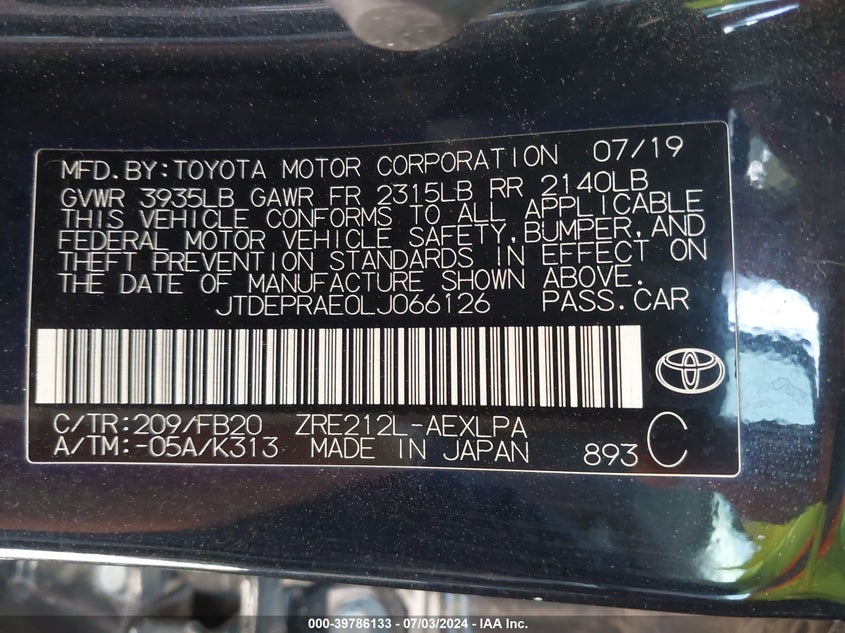 MFD.BY:TOYOTA MOTOR CORPORATION 07/19
GVWR 3935LB GAWR FR 2315LB RR 2140LB
THIS VEHICLE CONFORMS TO ALL APPLICABLE
FEDERAL MOTOR VEHICLE SAFETY,BUMPER,AND
THEFT PREVENTION STANDARDS IN EFFECT ON
THE DATE OF MANUFACTURE SHOWN ABOVE.
JTDEPRAE0LJ066126 PASS.CAR
C/TR:209/FB20 ZRE212L-AEXLPA
A/TM:-05A/K313 MADE IN JAPAN 893 C
000-39786133 - 07/03/2024 - IAA Inc.